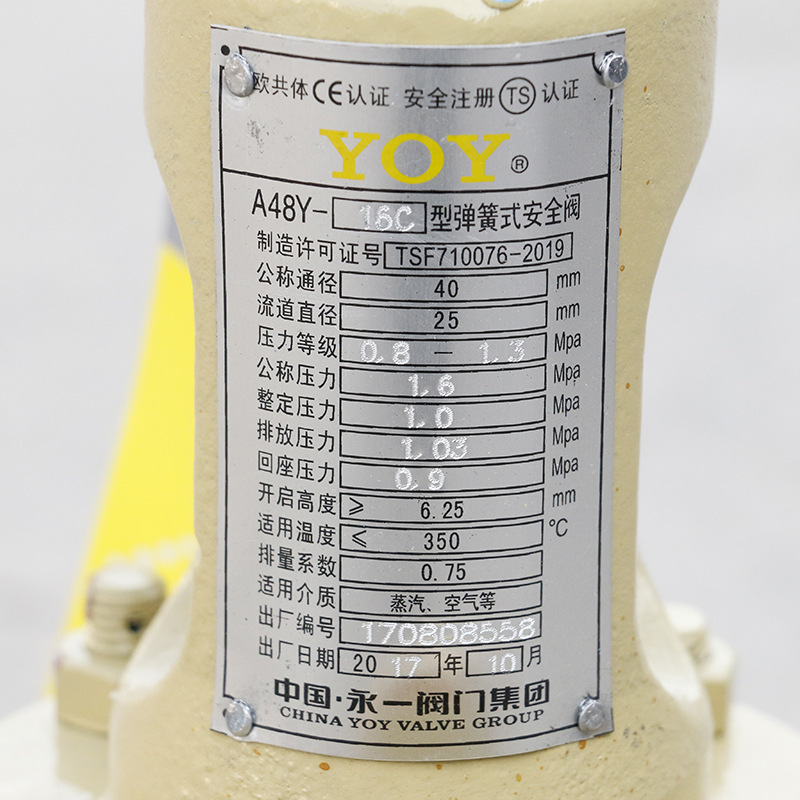 欧共体CE认证 安全注册TS认证
YOY®
A48Y-16C型弹簧式安全阀
制造许可证号 TSF710076-2019
公称通径 40 mm
流道直径 25 mm
压力等级 0.8 — 1.3 Mpa
公称压力 1.6 Mpa
整定压力 1.0 Mpa
排放压力 1.03 Mpa
回座压力 0.9 Mpa
开启高度 ≥ 6.25 mm
适用温度 ≤ 350 ℃
排量系数 0.75
适用介质 蒸汽、空气等
出厂编号 170808558
出厂日期 2017年10月
中国·永一阀门集团
CHINA YOY VALVE GROUP